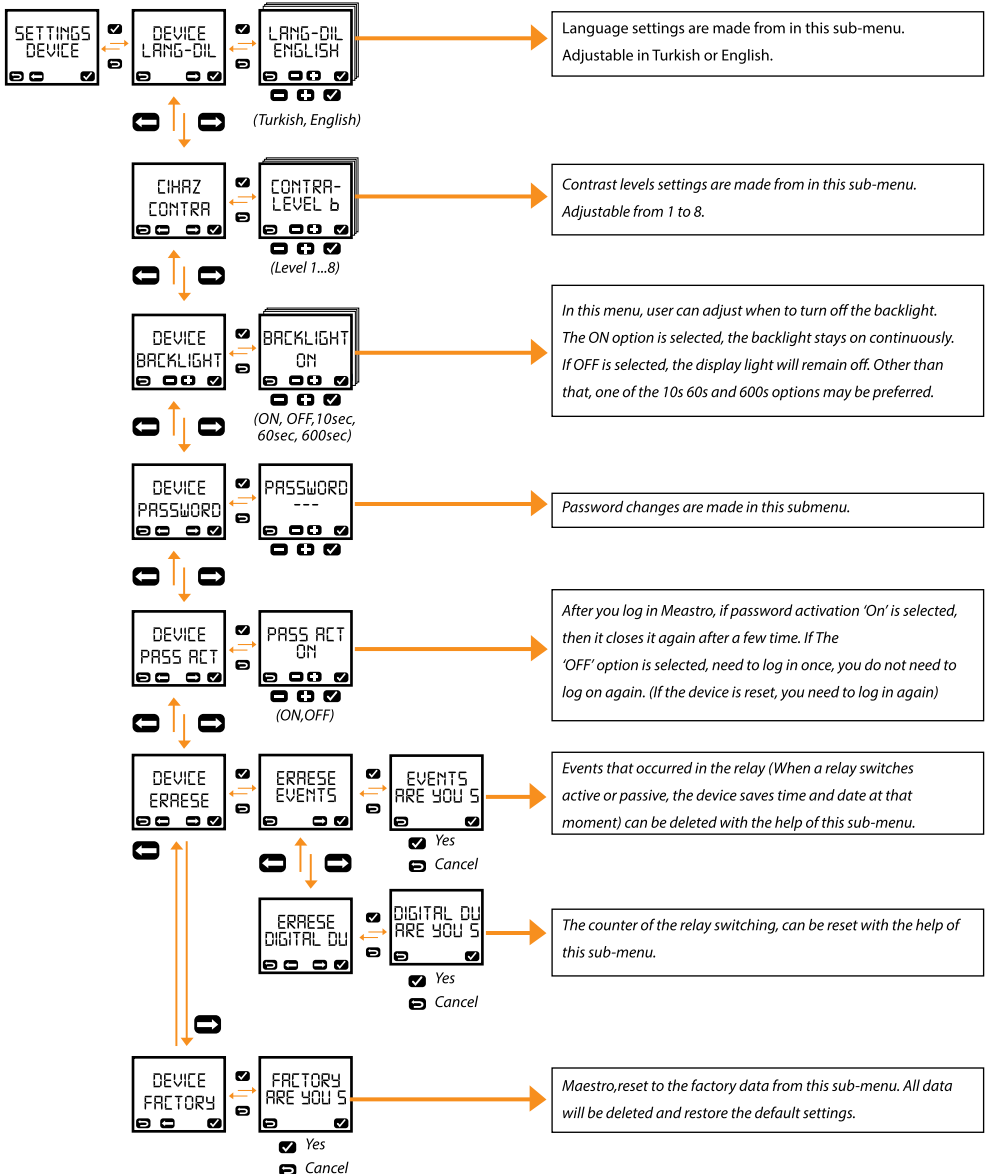 SETTINGS
DEVICE
DEVICE
LANG-DIL
LANG-DIL
ENGLISH
(Turkish, English)
Language settings are made from in this sub-menu.
Adjustable in Turkish or English.
CIHAZ
CONTRA
CONTRA-
LEVEL 6
(Level 1...8)
Contrast levels settings are made from in this sub-menu.
Adjustable from 1 to 8.
DEVICE
BACKLIGHT
BACKLIGHT
ON
(ON, OFF,10sec,
60sec, 600sec)
In this menu, user can adjust when to turn off the backlight.
The ON option is selected, the backlight stays on continuously.
If OFF is selected, the display light will remain off. Other than
that, one of the 10s 60s and 600s options may be preferred.
DEVICE
PASSWORD
PASSWORD
---
Password changes are made in this submenu.
DEVICE
PASS ACT
PASS ACT
ON
(ON,OFF)
After you log in Meastro, if password activation ‘On’ is selected,
then it closes it again after a few time. If The
‘OFF’ option is selected, need to log in once, you do not need to
log on again. (If the device is reset, you need to log in again)
DEVICE
ERAESE
ERAESE
EVENTS
EVENTS
ARE YOU S
Yes
Cancel
Events that occurred in the relay (When a relay switches
active or passive, the device saves time and date at that
moment) can be deleted with the help of this sub-menu.
ERAESE
DIGITAL DU
DIGITAL DU
ARE YOU S
Yes
Cancel
The counter of the relay switching, can be reset with the help of
this sub-menu.
DEVICE
FACTORY
FACTORY
ARE YOU S
Yes
Cancel
Maestro,reset to the factory data from this sub-menu. All data
will be deleted and restore the default settings.